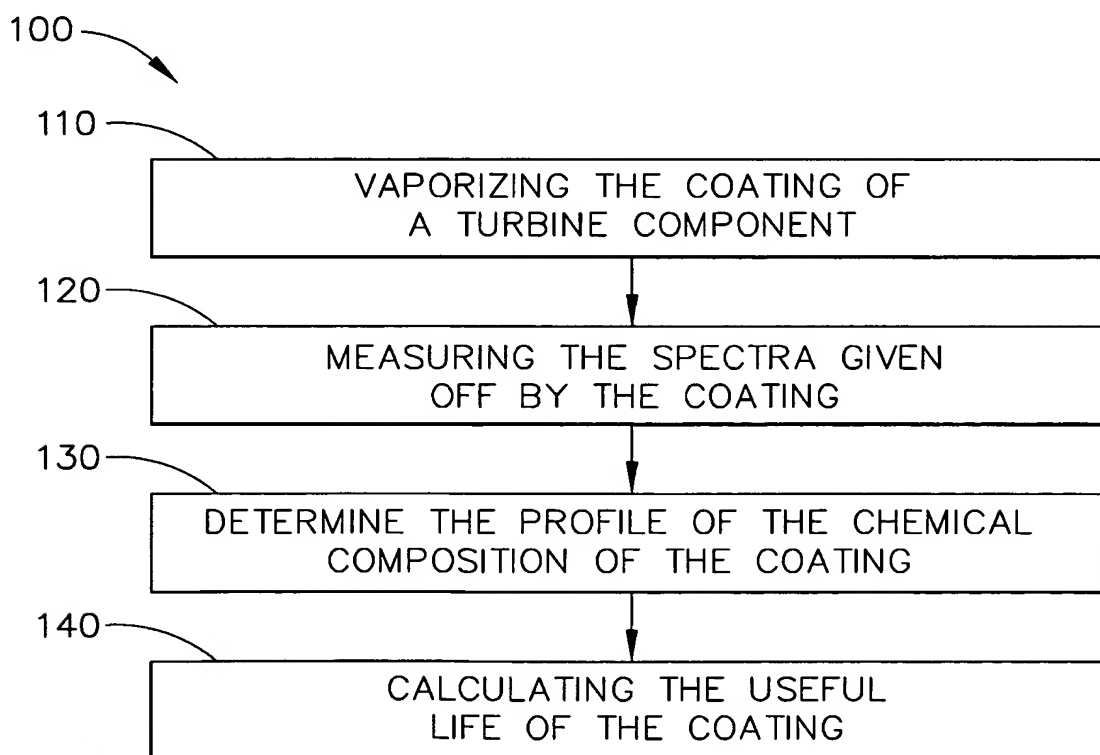 100
110
VAPORIZING THE COATING OF
A TURBINE COMPONENT
120
MEASURING THE SPECTRA GIVEN
OFF BY THE COATING
130
DETERMINE THE PROFILE OF THE CHEMICAL
COMPOSITION OF THE COATING
140
CALCULATING THE USEFUL
LIFE OF THE COATING